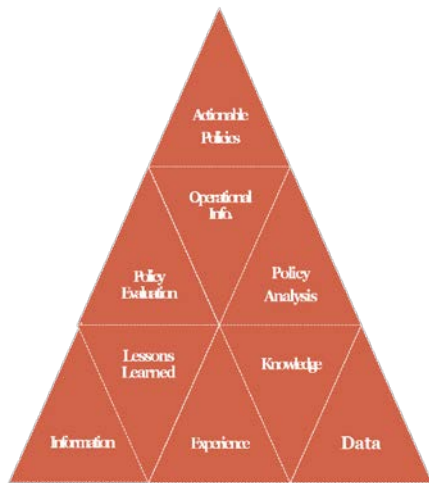 Actionable
Policies
Operational
Info.
Policy
Evaluation
Policy
Analysis
Lessons
Learned
Knowledge
Information
Experience
Data